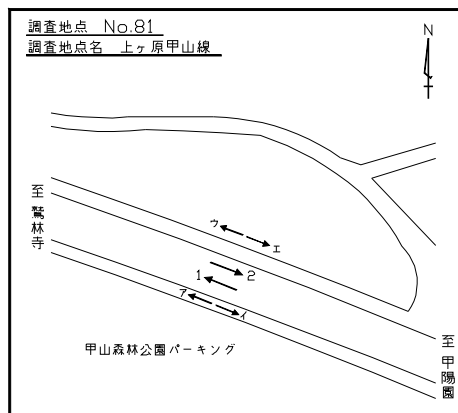 調査地点 No.81
調査地点名 上ヶ原甲山線
N
至 鷲林寺
ウ
エ
1
2
ア
イ
至 甲陽園
甲山森林公園パーキング